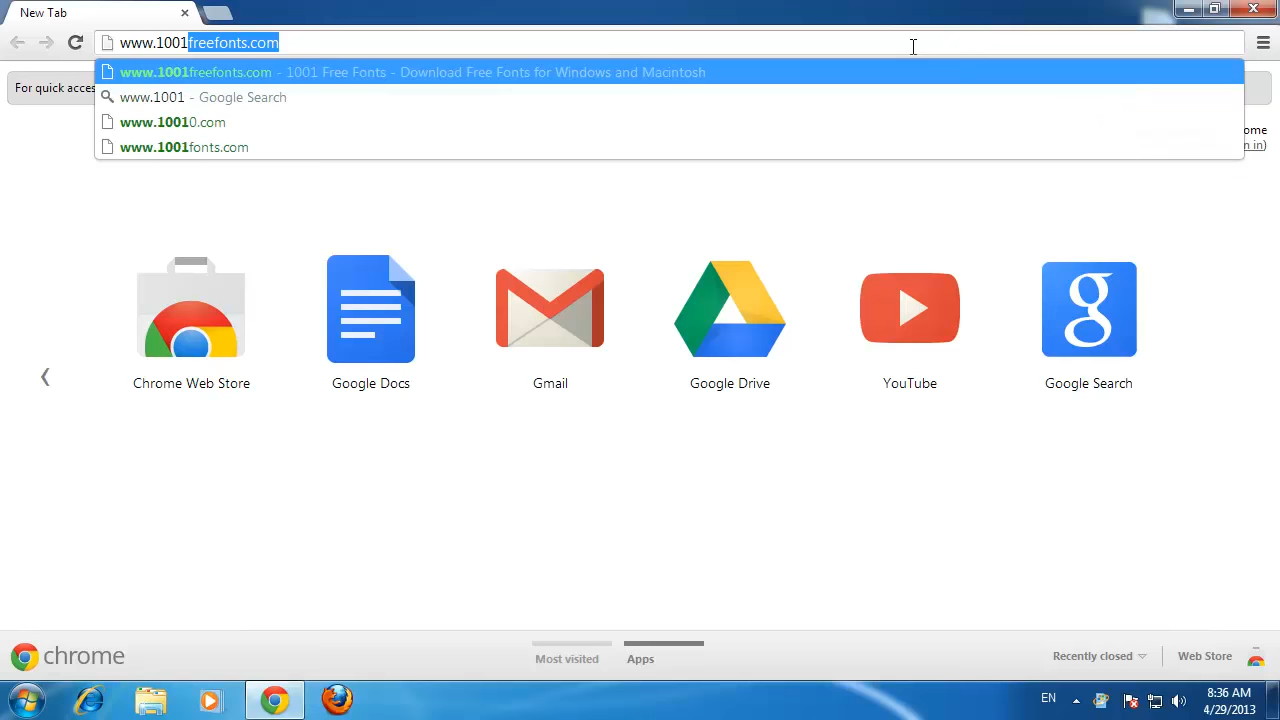 New Tab
www.1001freefonts.com
www.1001freefonts.com - 1001 Free Fonts - Download Free Fonts for Windows and Macintosh
For quick acces
www.1001 - Google Search
www.10010.com
www.1001fonts.com
Chrome Web Store
Google Docs
Gmail
Google Drive
YouTube
g
Google Search
chrome
Most visited
Apps
Recently closed
Web Store
EN
8:36 AM
4/29/2013